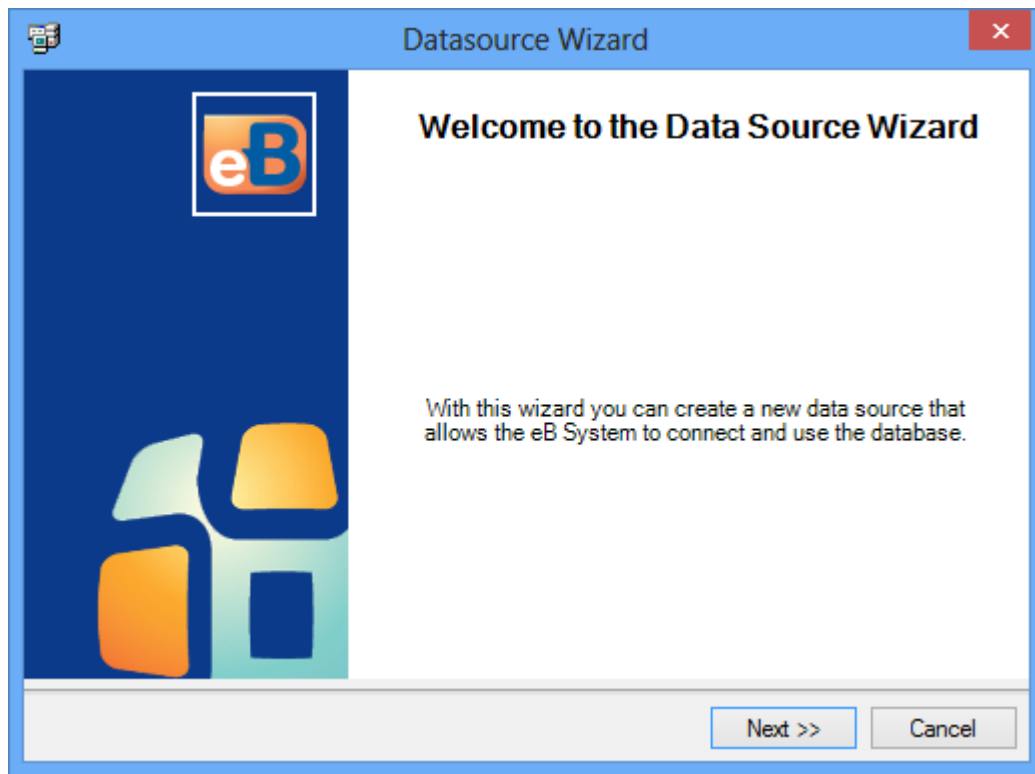 Datasource Wizard
eB
Welcome to the Data Source Wizard
With this wizard you can create a new data source that
allows the eB System to connect and use the database.
Next >>
Cancel